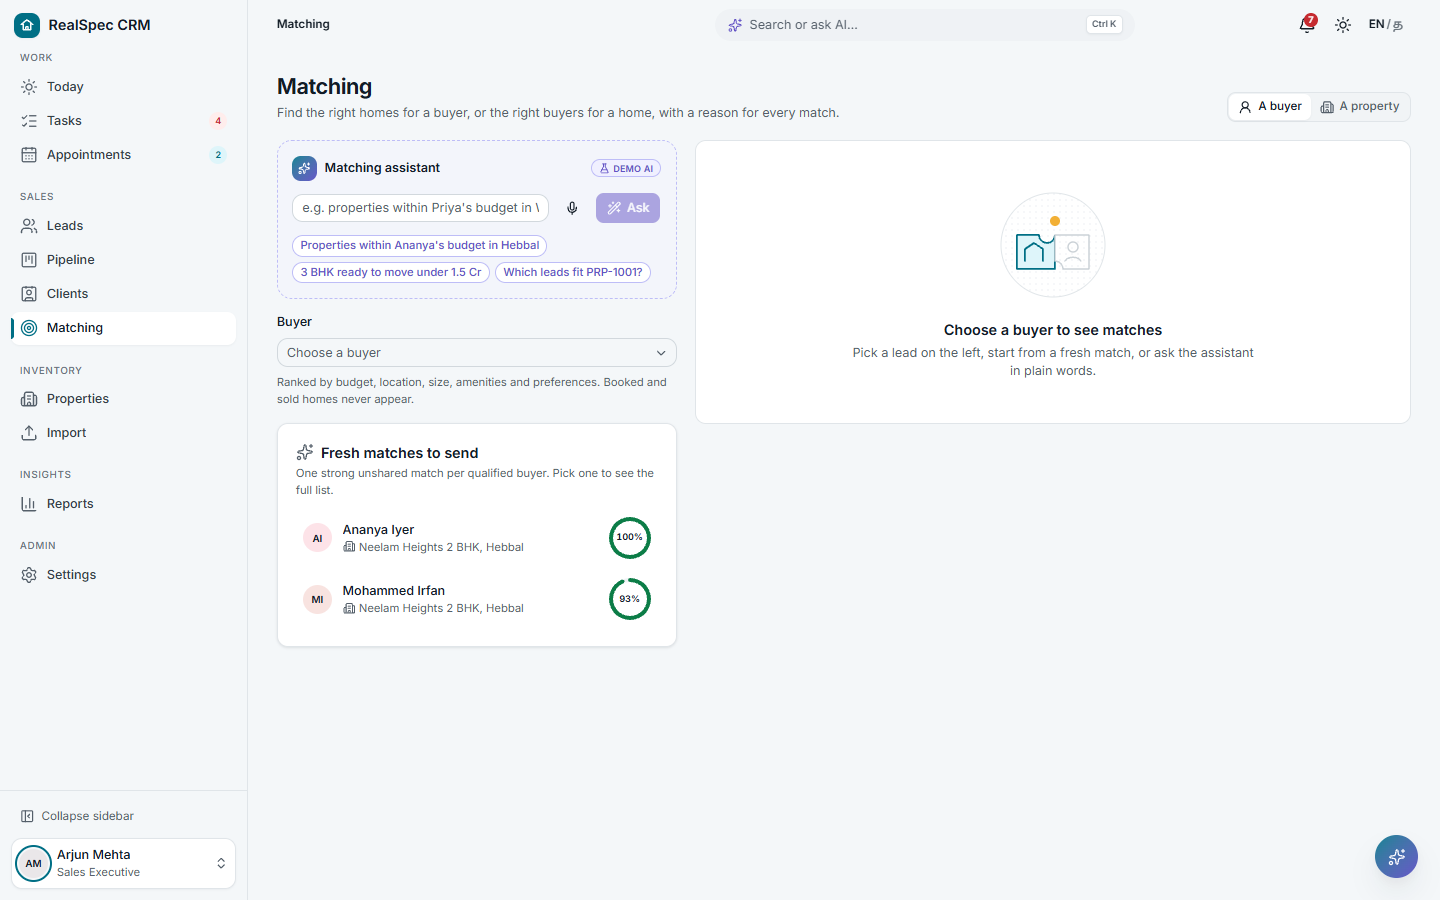 RealSpec CRM
WORK
Today
Tasks 4
Appointments 2
SALES
Leads
Pipeline
Clients
Matching
INVENTORY
Properties
Import
INSIGHTS
Reports
ADMIN
Settings
Collapse sidebar
AM
Arjun Mehta
Sales Executive
Matching
Search or ask AI...
Ctrl K
7
EN / த
Matching
Find the right homes for a buyer, or the right buyers for a home, with a reason for every match.
A buyer
A property
Matching assistant
DEMO AI
e.g. properties within Priya's budget in
Ask
Properties within Ananya's budget in Hebbal
3 BHK ready to move under 1.5 Cr
Which leads fit PRP-1001?
Buyer
Choose a buyer
Ranked by budget, location, size, amenities and preferences. Booked and
sold homes never appear.
Fresh matches to send
One strong unshared match per qualified buyer. Pick one to see the
full list.
AI
Ananya Iyer
Neelam Heights 2 BHK, Hebbal
100%
MI
Mohammed Irfan
Neelam Heights 2 BHK, Hebbal
93%
Choose a buyer to see matches
Pick a lead on the left, start from a fresh match, or ask the assistant
in plain words.